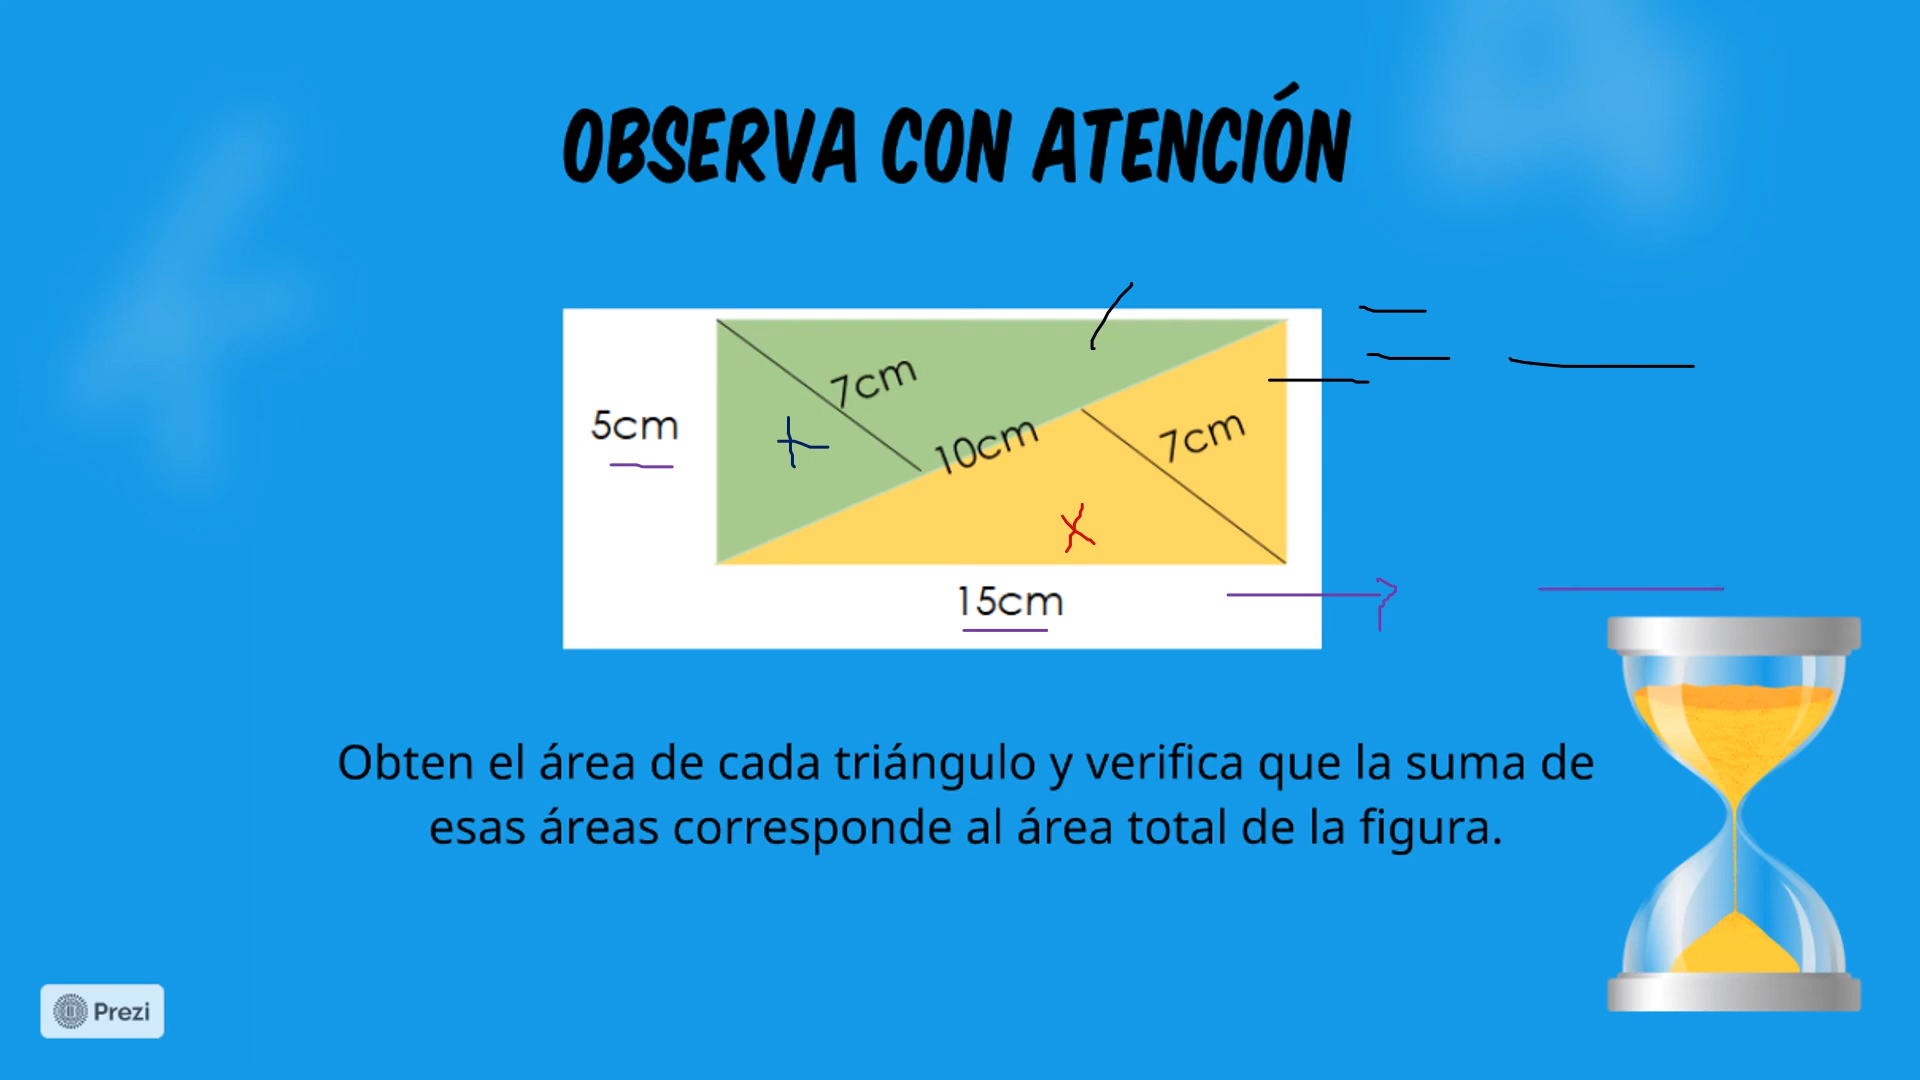 OBSERVA CON ATENCIÓN
7cm
5cm
10cm
7cm
15cm
Obten el área de cada triángulo y verifica que la suma de
esas áreas corresponde al área total de la figura.
Prezi